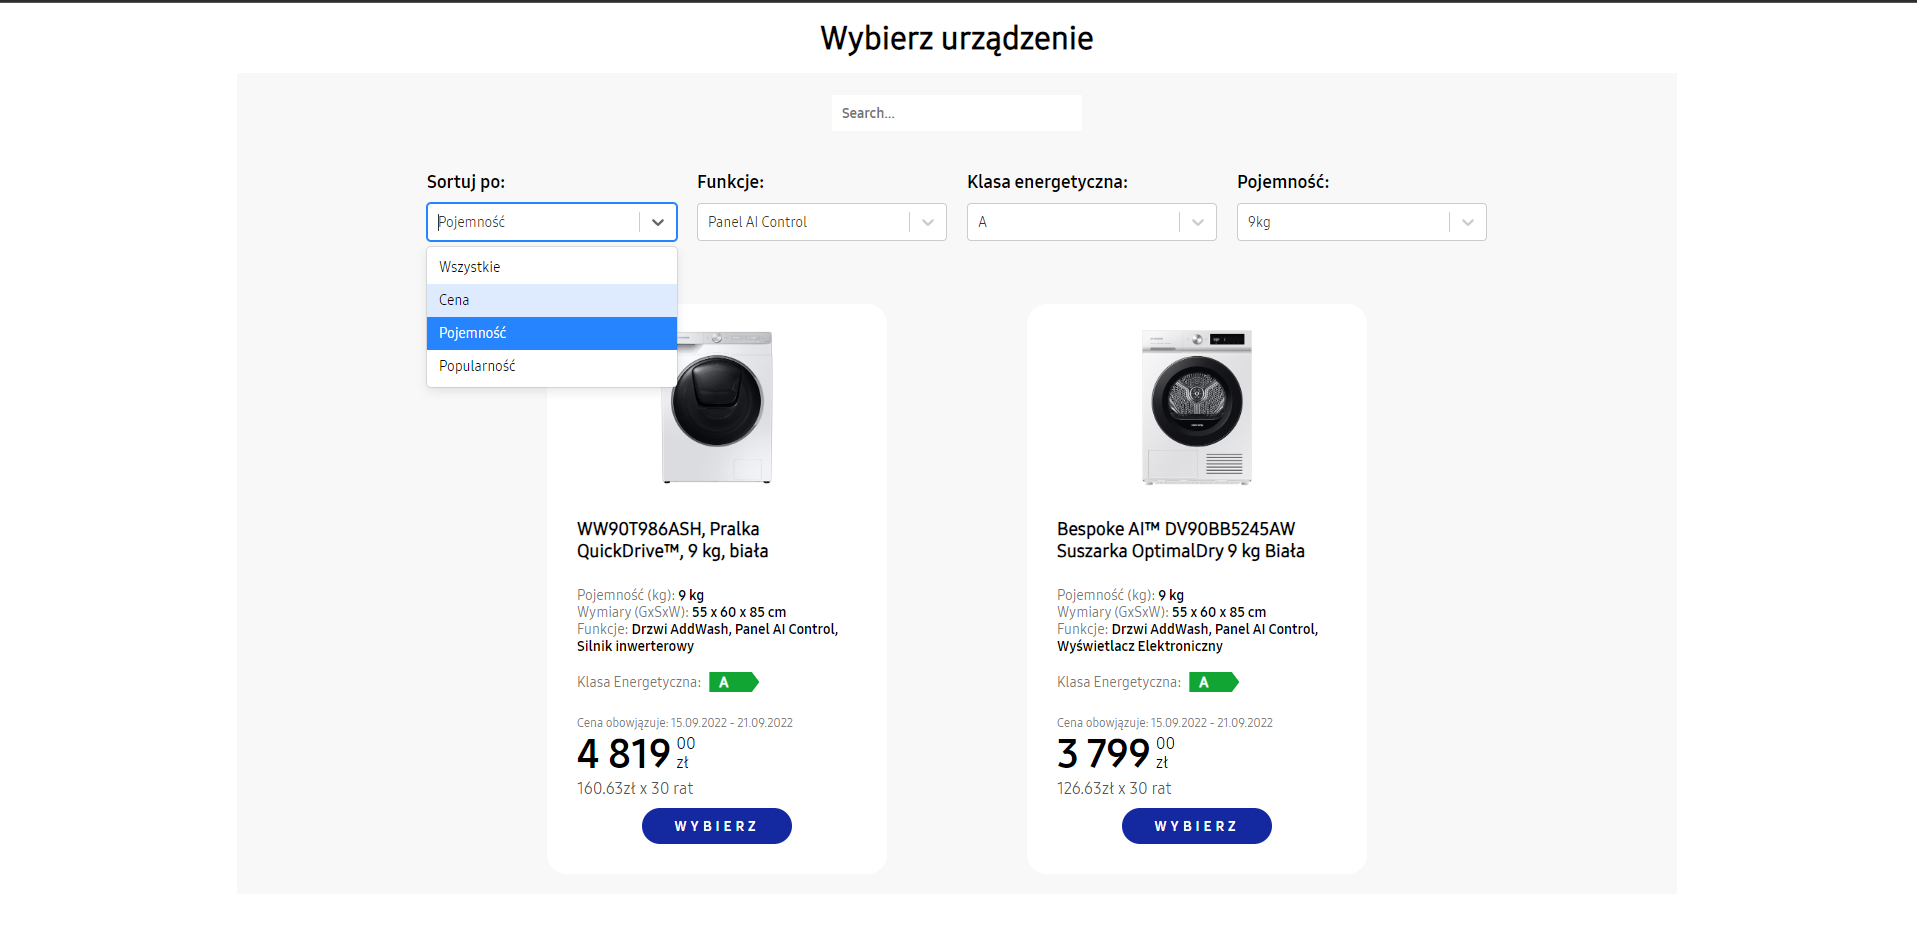 Wybierz urządzenie
Search...
Sortuj po:
Funkcje:
Klasa energetyczna:
Pojemność:
Pojemność
Panel AI Control
A
9kg
Wszystkie
Cena
Pojemność
Popularność
WW90T986ASH, Pralka
QuickDrive™, 9 kg, biała
Pojemność (kg): 9 kg
Wymiary (GxSxW): 55 x 60 x 85 cm
Funkcje: Drzwi AddWash, Panel AI Control,
Silnik inwerterowy
Klasa Energetyczna: A
Cena obowjązuje: 15.09.2022 - 21.09.2022
4 819 00 zł
160.63zł x 30 rat
WYBIERZ
Bespoke AI™ DV90BB5245AW
Suszarka OptimalDry 9 kg Biała
Pojemność (kg): 9 kg
Wymiary (GxSxW): 55 x 60 x 85 cm
Funkcje: Drzwi AddWash, Panel AI Control,
Wyświetlacz Elektroniczny
Klasa Energetyczna: A
Cena obowjązuje: 15.09.2022 - 21.09.2022
3 799 00 zł
126.63zł x 30 rat
WYBIERZ